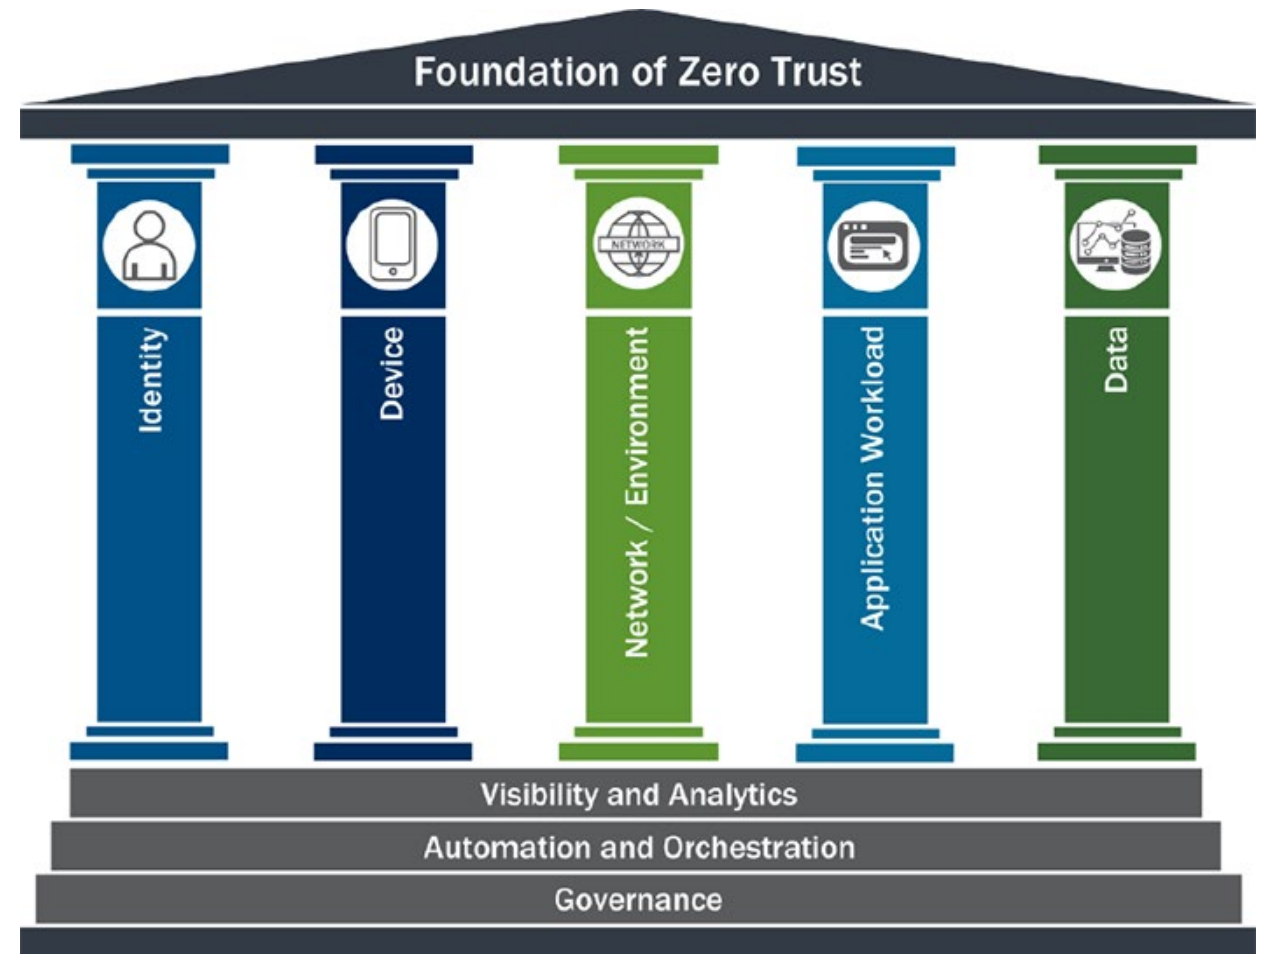 Foundation of Zero Trust
NETWORK
Identity
Device
Network / Environment
Application Workload
Data
Visibility and Analytics
Automation and Orchestration
Governance